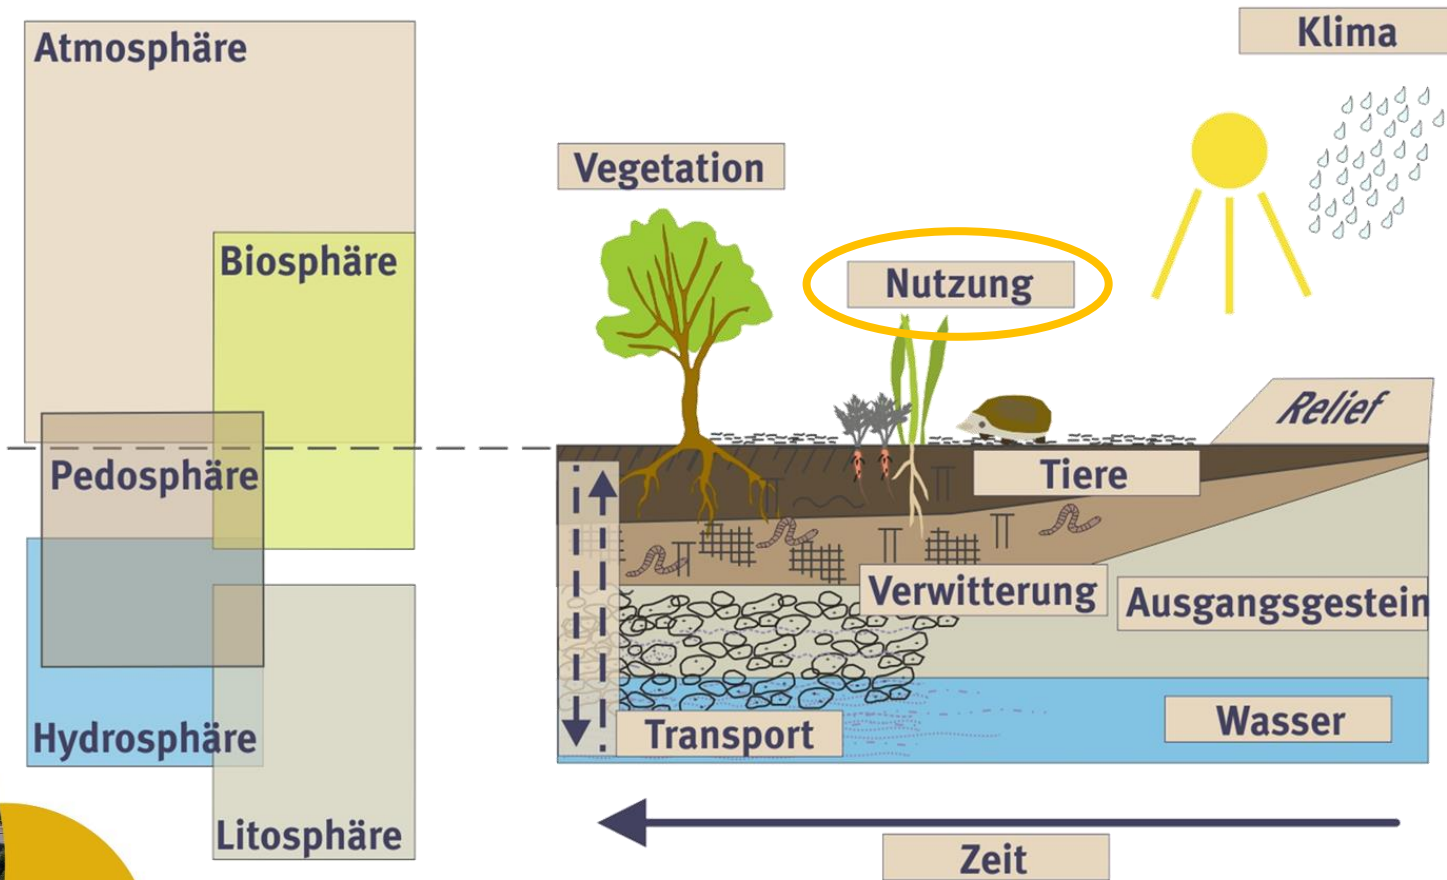 Atmosphäre
Biosphäre
Pedosphäre
Hydrosphäre
Litosphäre
Klima
Vegetation
Nutzung
Relief
Tiere
Verwitterung
Ausgangsgestein
Transport
Wasser
Zeit